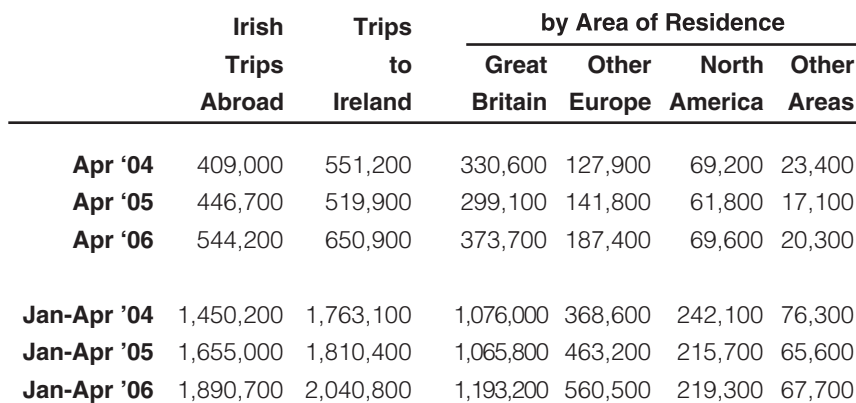 Irish Trips by Area of Residence
Trips to Great Other North Other
Abroad Ireland Britain Europe America Areas
Apr ‘04 409,000 551,200 330,600 127,900 69,200 23,400
Apr ‘05 446,700 519,900 299,100 141,800 61,800 17,100
Apr ‘06 544,200 650,900 373,700 187,400 69,600 20,300
Jan-Apr ’04 1,450,200 1,763,100 1,076,000 368,600 242,100 76,300
Jan-Apr ’05 1,655,000 1,810,400 1,065,800 463,200 215,700 65,600
Jan-Apr ’06 1,890,700 2,040,800 1,193,200 560,500 219,300 67,700